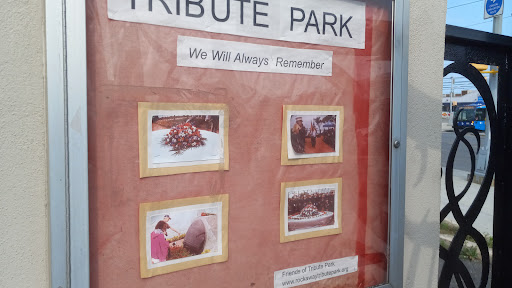 TRIBUTE PARK
We Will Always Remember
Friends of Tribute Park
www.rockawaytributepark.org